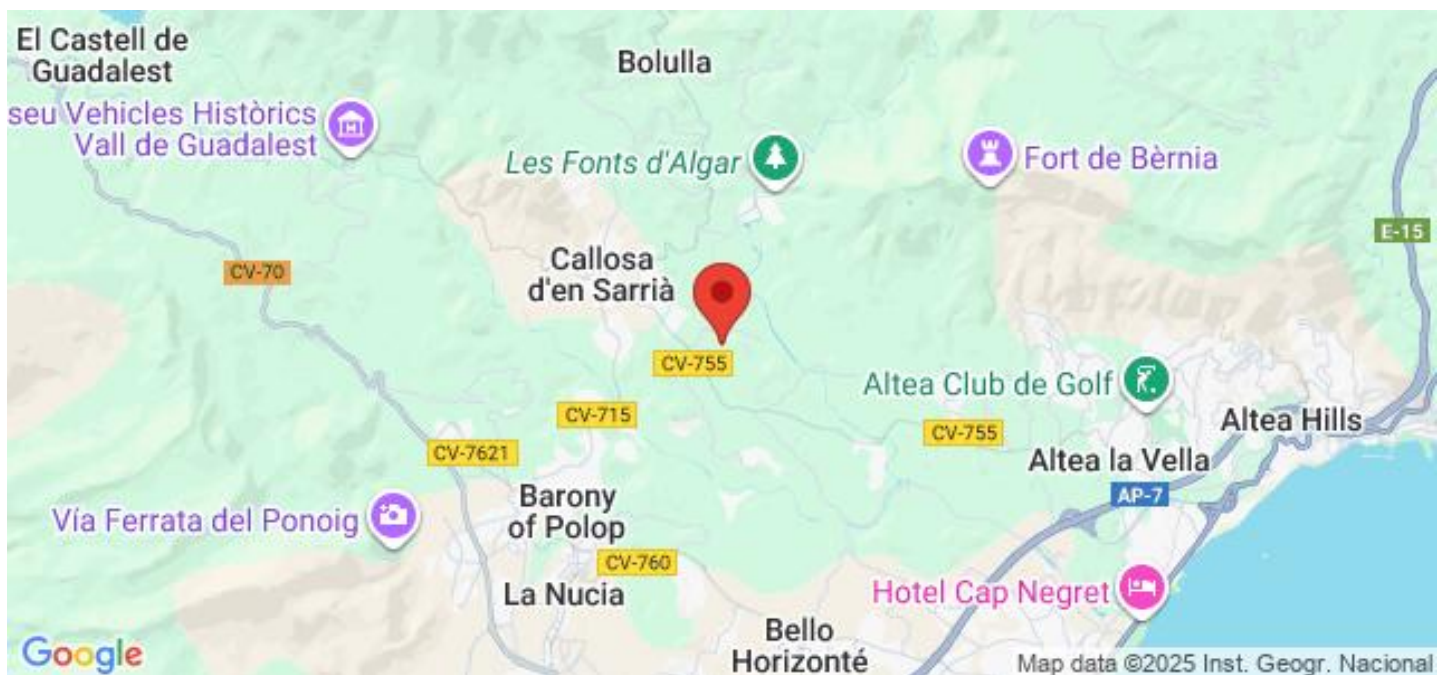 El Castell de
Guadalest
Bolulla
seu Vehicles Històrics
Vall de Guadalest
Les Fonts d'Algar
Fort de Bèrnia
E-15
Callosa
d'en Sarrià
CV-70
CV-755
Altea Club de Golf
CV-715
CV-755
Altea Hills
CV-7621
Altea la Vella
AP-7
Barony
of Polop
Vía Ferrata del Ponoig
CV-760
La Nucia
Hotel Cap Negret
Bello
Horizonté
Google
Map data ©2025 Inst. Geogr. Nacional